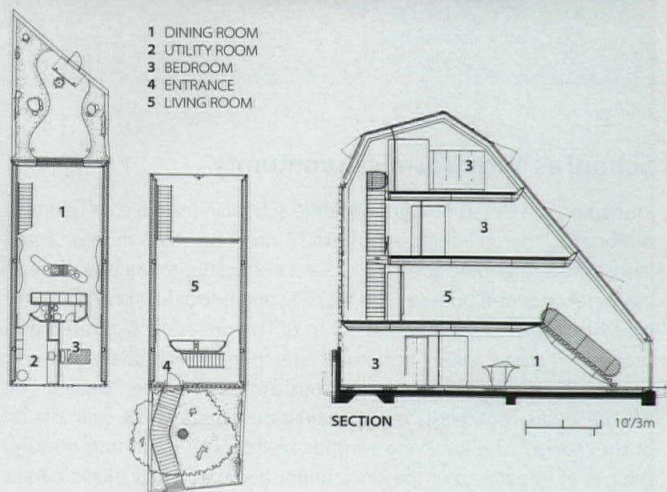 1 DINING ROOM
2 UTILITY ROOM
3 BEDROOM
4 ENTRANCE
5 LIVING ROOM
1
2
3
5
4
3
3
5
3
1
SECTION
10'/3m